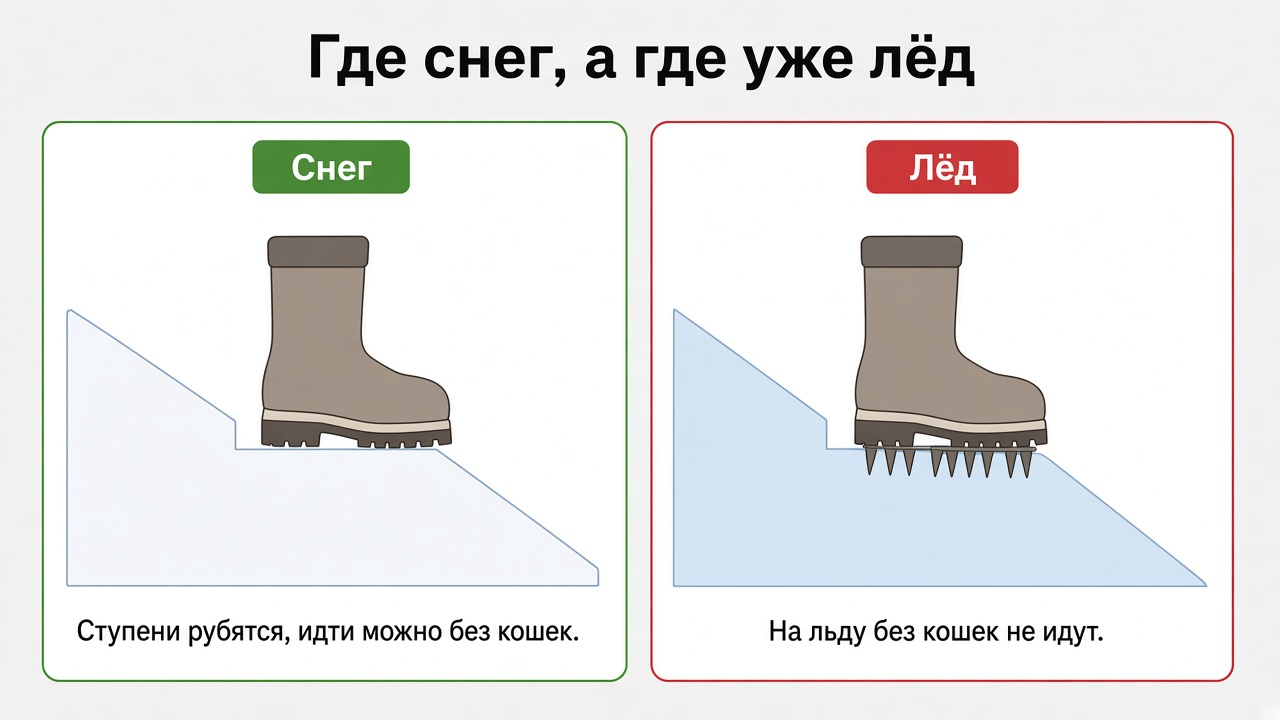 Где снег, а где уже лёд
Снег
Ступени рубятся, идти можно без кошек.
Лёд
На льду без кошек не идут.